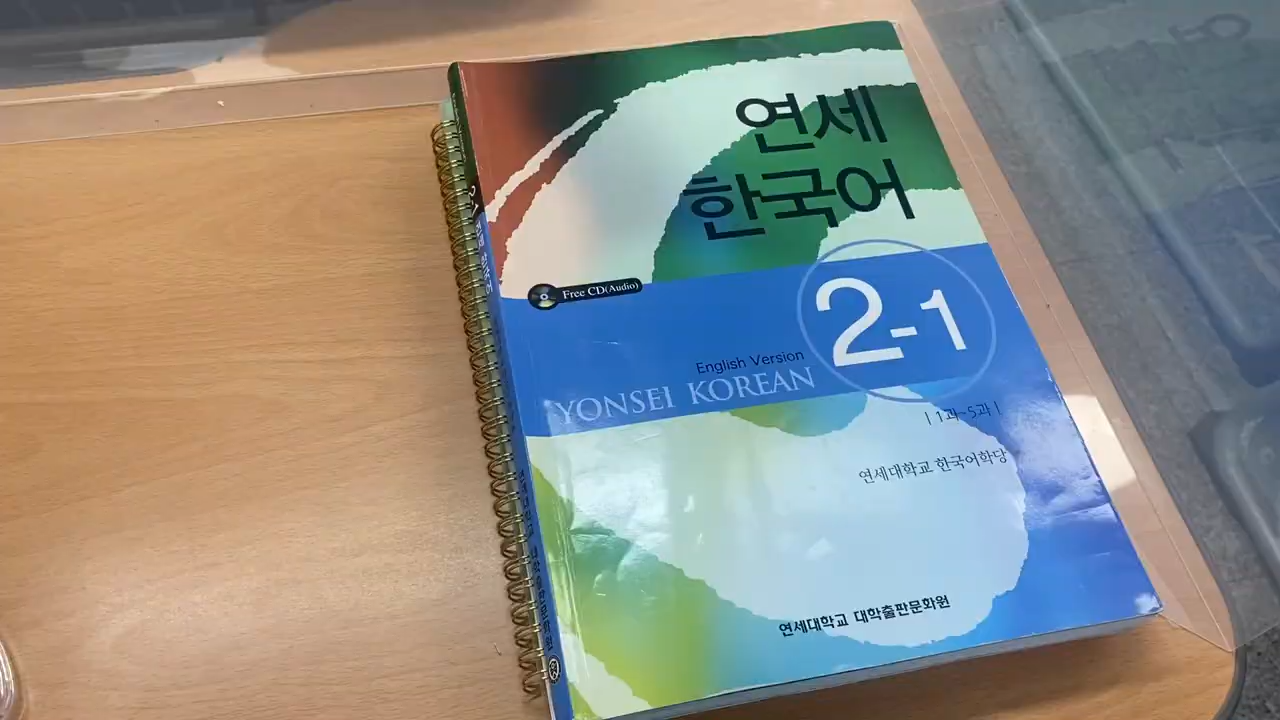 연세
한국어
Free CD(Audio)
2-1
English Version
YONSEI KOREAN
| 1과~5과 |
연세대학교 한국어학당
연세대학교 대학출판문화원